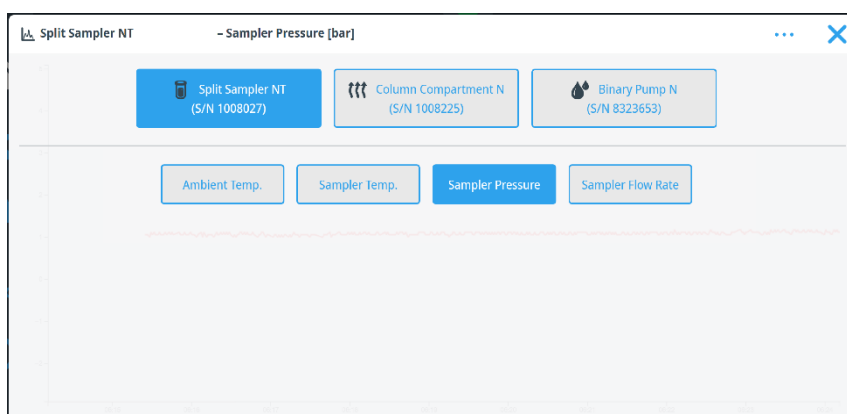 Split Sampler NT – Sampler Pressure [bar]
Split Sampler NT
(S/N 1008027)
Column Compartment N
(S/N 1008225)
Binary Pump N
(S/N 8323653)
Ambient Temp.
Sampler Temp.
Sampler Pressure
Sampler Flow Rate